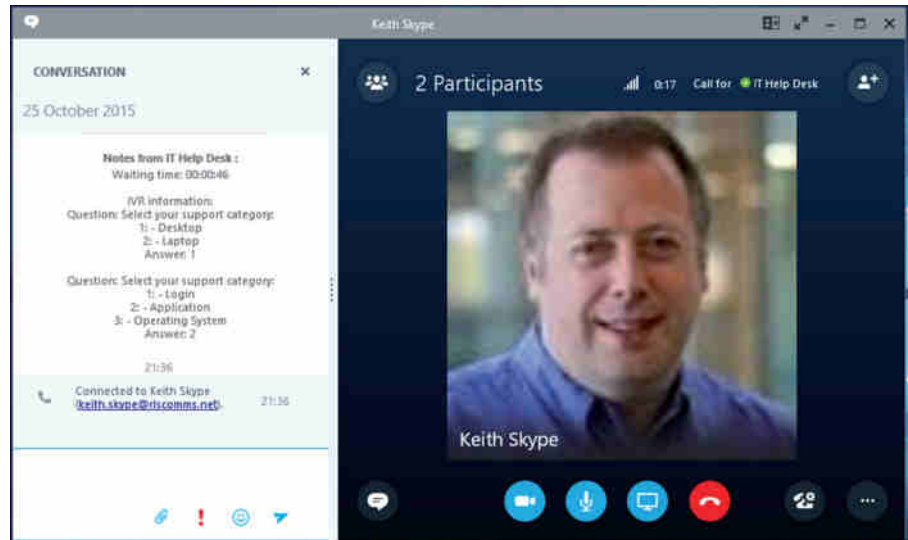 Keith Skype
CONVERSATION
25 October 2015
Notes from IT Help Desk :
Waiting time: 00:00:46
IVR information:
Question: Select your support category:
1: - Desktop
2: - Laptop
Answer: 1
Question: Select your support category:
1: - Login
2: - Application
3: - Operating System
Answer: 2
21:36
Connected to Keith Skype
(keith.skype@rlscomms.net).
21:36
2 Participants
0:17
Call for IT Help Desk
Keith Skype